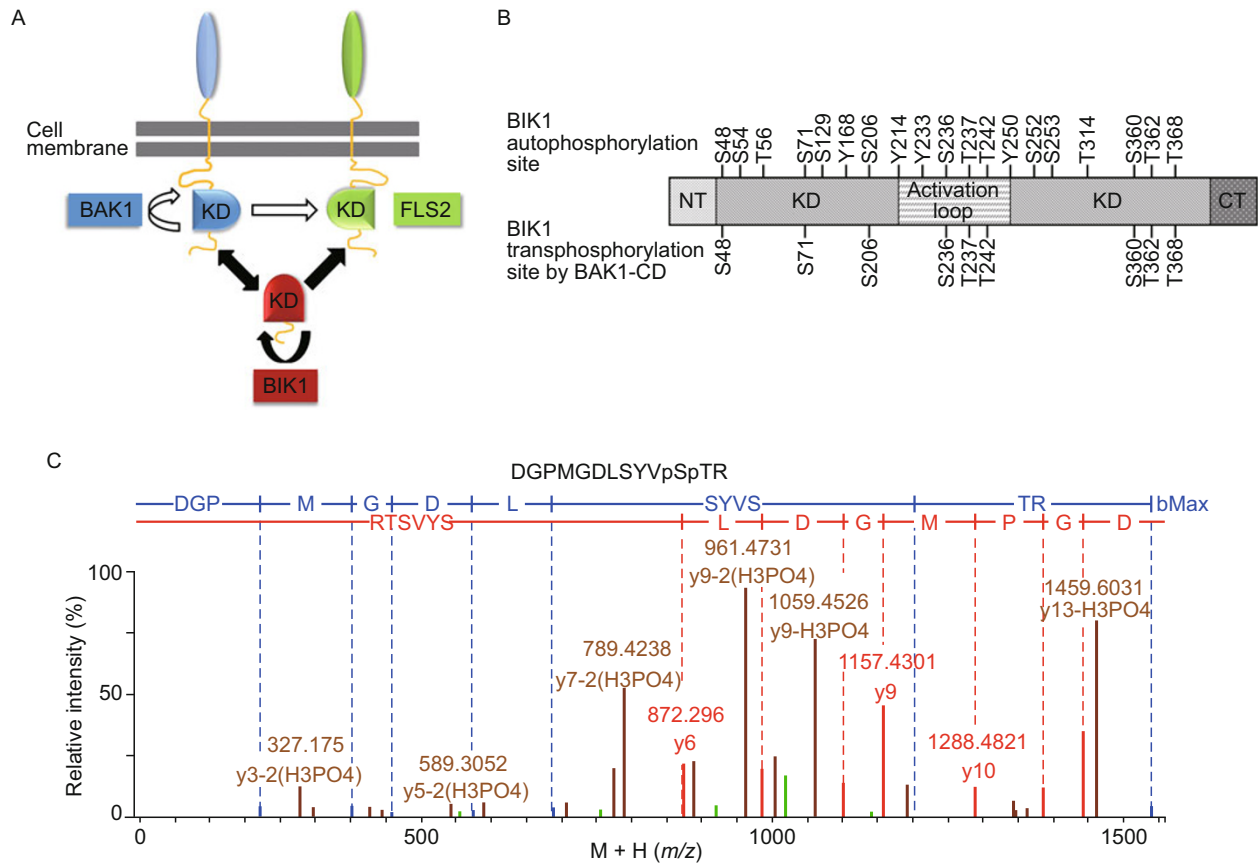 A
Cell
membrane
BAK1
KD
KD
FLS2
KD
BIK1
B
BIK1
autophosphorylation
site
S48
S54
T56
S71
S129
Y168
S206
Y214
Y233
S236
T237
T242
Y250
S252
S253
T314
S360
T362
T368
NT
KD
Activation
loop
KD
CT
BIK1
transphosphorylation
site by BAK1-CD
S48
S71
S206
S236
T237
T242
S360
T362
T368
C
DGPMGDLSYVpSpTR
DGP M G D L SYVS TR bMax
RTSVYS L D G M P G D
Relative intensity (%)
100
50
0
327.175
y3-2(H3PO4)
589.3052
y5-2(H3PO4)
789.4238
y7-2(H3PO4)
872.296
y6
961.4731
y9-2(H3PO4)
1059.4526
y9-H3PO4
1157.4301
y9
1288.4821
y10
1459.6031
y13-H3PO4
0 500 1000 1500
M + H (m/z)